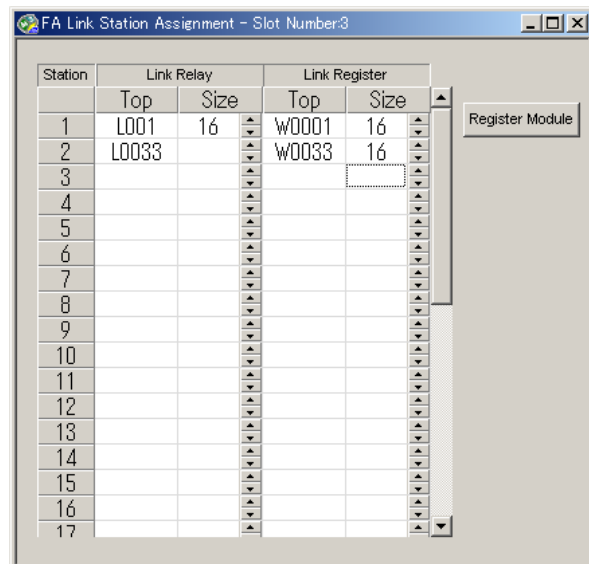 FA Link Station Assignment - Slot Number:3
Station Link Relay Link Register
Top Size Top Size
Register Module
1 L001 16 W0001 16
2 L0033 W0033 16
3
4
5
6
7
8
9
10
11
12
13
14
15
16
17